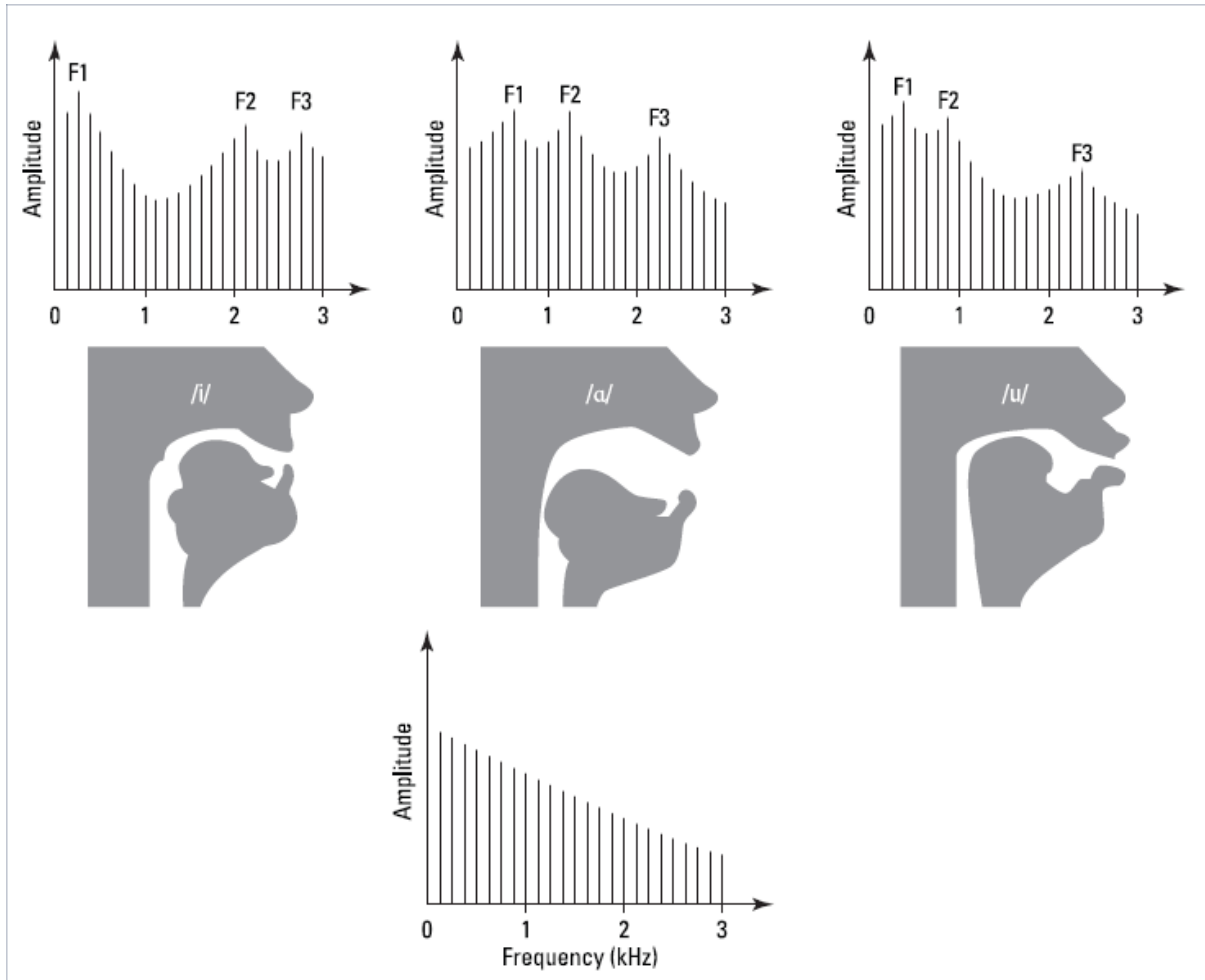 F1
F2
F3
Amplitude
0 1 2 3
F1
F2
F3
Amplitude
0 1 2 3
F1
F2
F3
Amplitude
0 1 2 3
/i/
/ɑ/
/u/
Amplitude
0 1 2 3
Frequency (kHz)